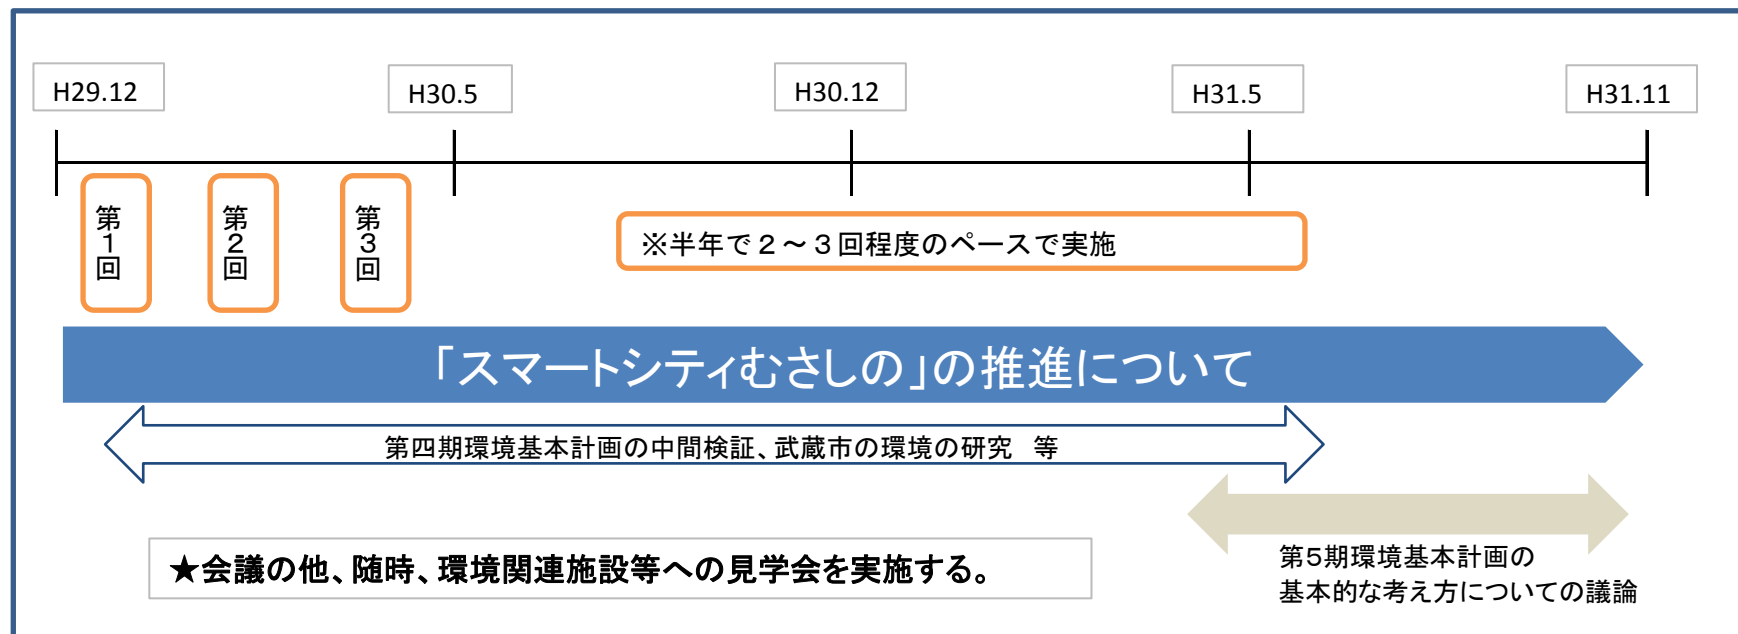 H29.12
H30.5
H30.12
H31.5
H31.11
第1回
第2回
第3回
※半年で２～３回程度のペースで実施
「スマートシティむさしの」の推進について
第四期環境基本計画の中間検証、武蔵市の環境の研究　等
★会議の他、随時、環境関連施設等への見学会を実施する。
第5期環境基本計画の
基本的な考え方についての議論